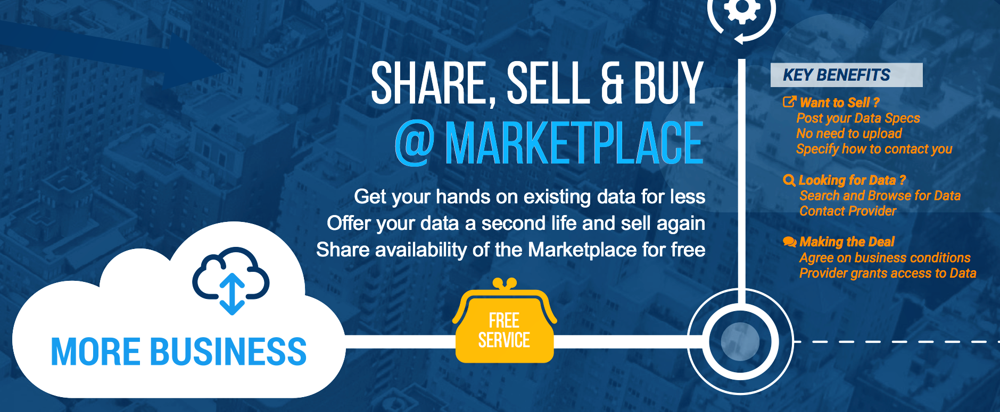 SHARE, SELL & BUY
@ MARKETPLACE
Get your hands on existing data for less
Offer your data a second life and sell again
Share availability of the Marketplace for free
MORE BUSINESS
FREE
SERVICE
KEY BENEFITS
Want to Sell ?
Post your Data Specs
No need to upload
Specify how to contact you
Looking for Data ?
Search and Browse for Data
Contact Provider
Making the Deal
Agree on business conditions
Provider grants access to Data